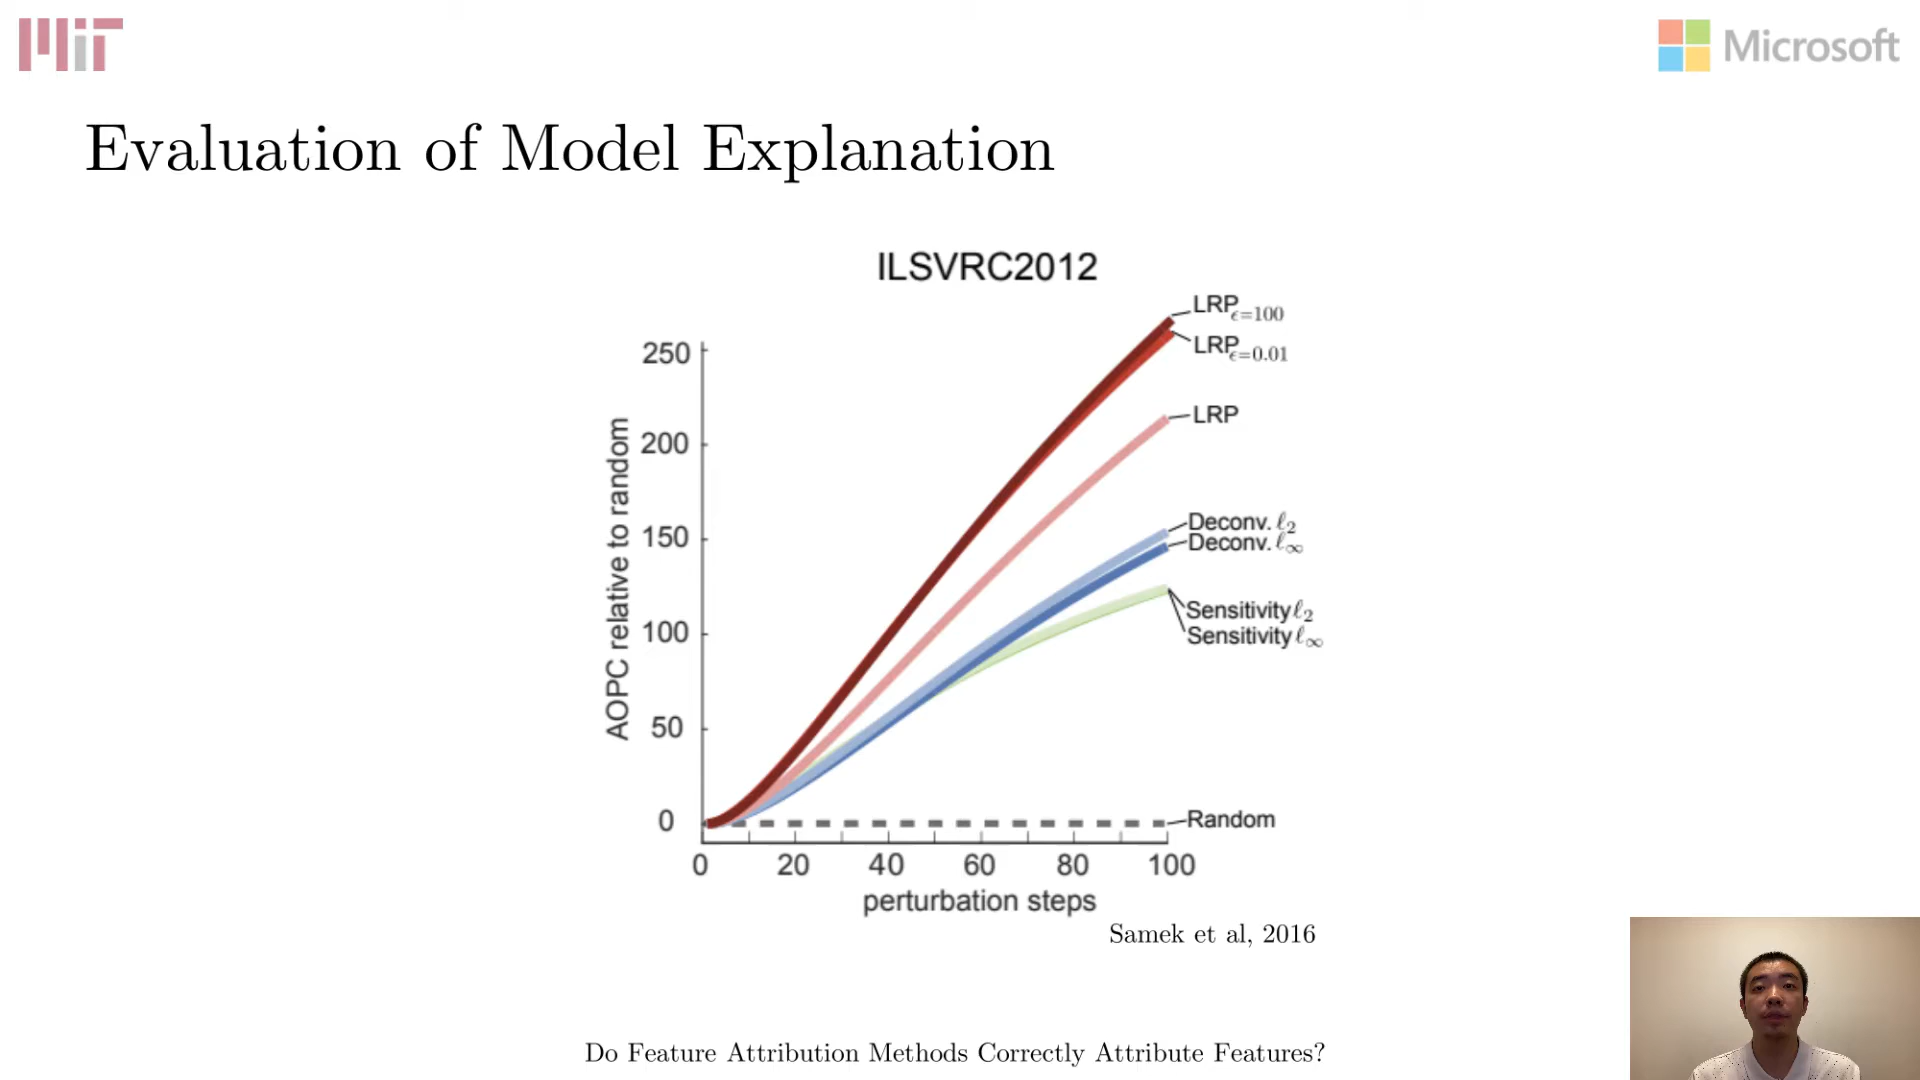 MIT
Microsoft
Evaluation of Model Explanation
ILSVRC2012
AOPC relative to random
250
200
150
100
50
0
LRP ϵ=100
LRP ϵ=0.01
LRP
Deconv. ℓ2
Deconv. ℓ∞
Sensitivity ℓ2
Sensitivity ℓ∞
Random
0 20 40 60 80 100
perturbation steps
Samek et al, 2016
Do Feature Attribution Methods Correctly Attribute Features?